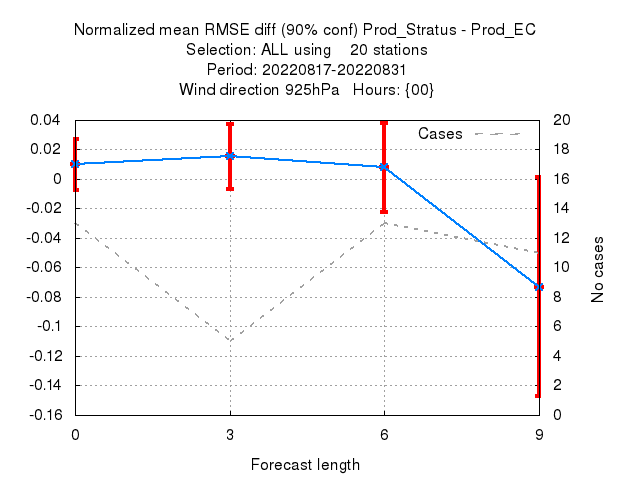 Normalized mean RMSE diff (90% conf) Prod_Stratus - Prod_EC
Selection: ALL using    20 stations
Period: 20220817-20220831
Wind direction 925hPa   Hours: {00}
Cases
0.04
0.02
0
-0.02
-0.04
-0.06
-0.08
-0.1
-0.12
-0.14
-0.16
20
18
16
14
12
10
8
6
4
2
0
No cases
0 3 6 9
Forecast length